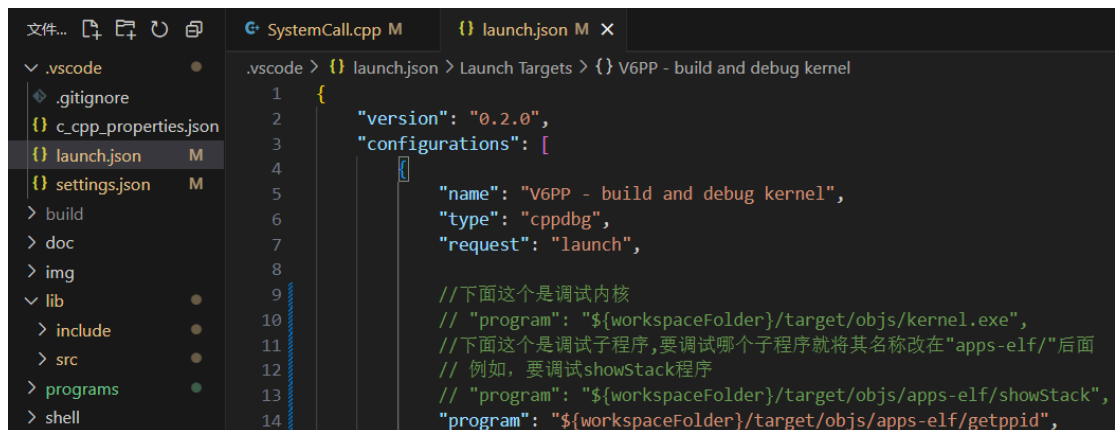 文件...
SystemCall.cpp M
{} launch.json M ×
.vscode
.vscode > {} launch.json > Launch Targets > {} V6PP - build and debug kernel
.gitignore
{} c_cpp_properties.json
{} launch.json M
{} settings.json M
build
doc
img
lib
include
src
programs
shell
1 {
2 "version": "0.2.0",
3 "configurations": [
4 {
5 "name": "V6PP - build and debug kernel",
6 "type": "cppdbg",
7 "request": "launch",
8
9 //下面这个是调试内核
10 // "program": "${workspaceFolder}/target/objs/kernel.exe",
11 //下面这个是调试子程序,要调试哪个子程序就将其名称改在"apps-elf/"后面
12 // 例如，要调试showStack程序
13 // "program": "${workspaceFolder}/target/objs/apps-elf/showStack",
14 "program": "${workspaceFolder}/target/objs/apps-elf/getppid",